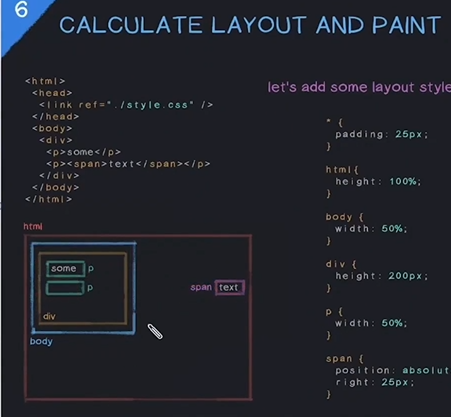 6
CALCULATE LAYOUT AND PAINT
<html>
<head>
<link ref="./style.css" />
</head>
<body>
<div>
<p>some</p>
<p><span>text</span></p>
</div>
</body>
</html>
let's add some layout style
* {
padding: 25px;
}
html{
height: 100%;
}
body {
width: 50%;
}
div {
height: 200px;
}
p {
width: 50%;
}
span {
position: absolut
right: 25px;
}
html
some p
p
span text
div
body